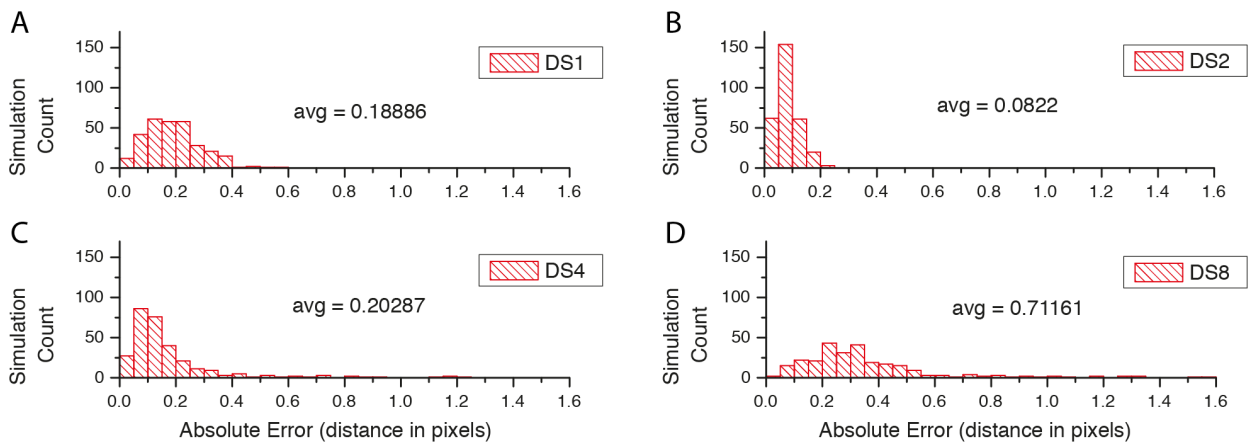 A
Simulation
Count
150
100
50
0
DS1
avg = 0.18886
0.0 0.2 0.4 0.6 0.8 1.0 1.2 1.4 1.6
B
Simulation
Count
150
100
50
0
DS2
avg = 0.0822
0.0 0.2 0.4 0.6 0.8 1.0 1.2 1.4 1.6
C
Simulation
Count
150
100
50
0
DS4
avg = 0.20287
0.0 0.2 0.4 0.6 0.8 1.0 1.2 1.4 1.6
Absolute Error (distance in pixels)
D
Simulation
Count
150
100
50
0
DS8
avg = 0.71161
0.0 0.2 0.4 0.6 0.8 1.0 1.2 1.4 1.6
Absolute Error (distance in pixels)